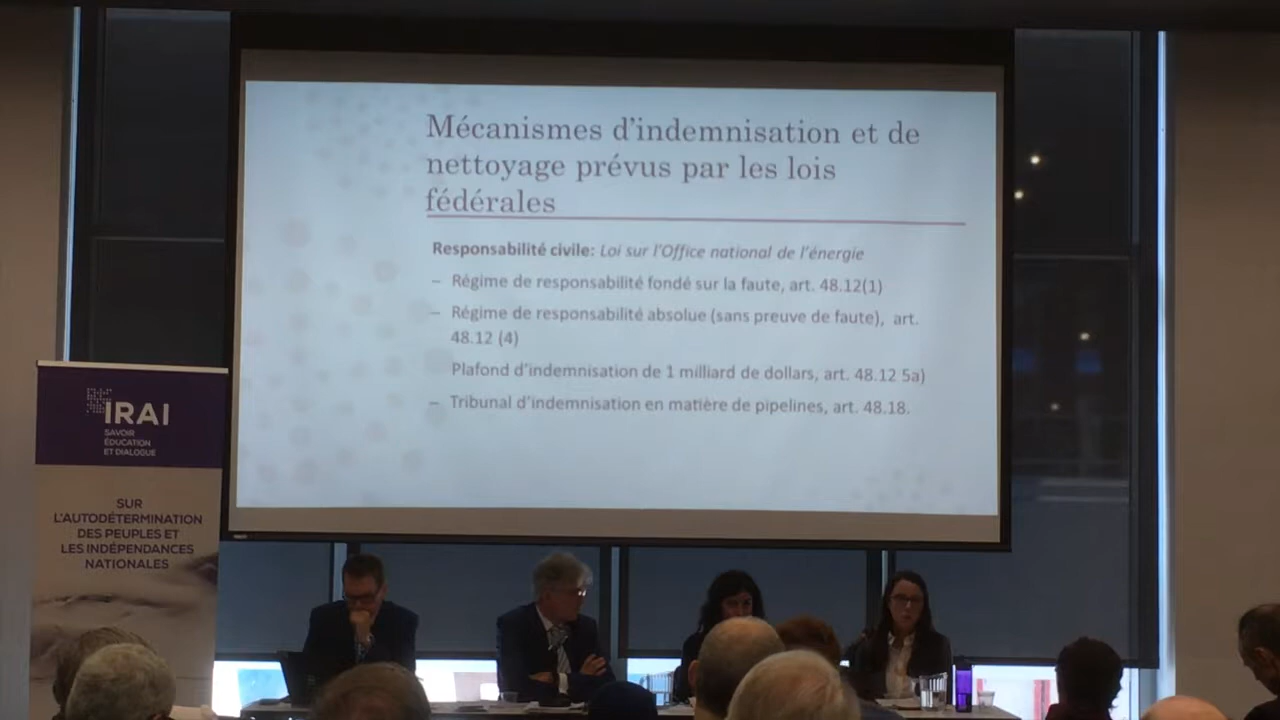 Mécanismes d'indemnisation et de
nettoyage prévus par les lois
fédérales
Responsabilité civile: Loi sur l'Office national de l'énergie
– Régime de responsabilité fondé sur la faute, art. 48.12(1)
– Régime de responsabilité absolue (sans preuve de faute), art.
48.12 (4)
Plafond d'indemnisation de 1 milliard de dollars, art. 48.12 5a)
– Tribunal d'indemnisation en matière de pipelines, art. 48.18.
IRAI
SAVOIR
ÉDUCATION
ET DIALOGUE
SUR
L'AUTODÉTERMINATION
DES PEUPLES ET
LES INDÉPENDANCES
NATIONALES